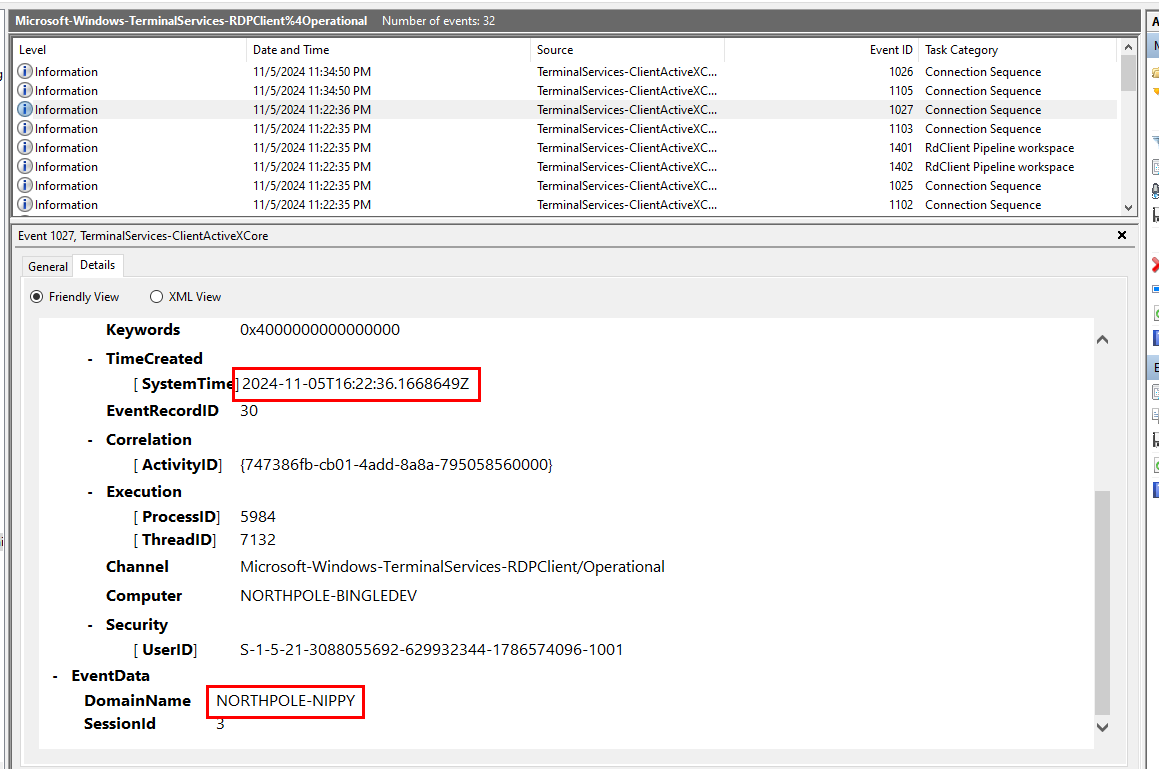 Microsoft-Windows-TerminalServices-RDPClient%4Operational Number of events: 32
Level Date and Time Source Event ID Task Category
Information 11/5/2024 11:34:50 PM TerminalServices-ClientActiveXC... 1026 Connection Sequence
Information 11/5/2024 11:34:50 PM TerminalServices-ClientActiveXC... 1105 Connection Sequence
Information 11/5/2024 11:22:36 PM TerminalServices-ClientActiveXC... 1027 Connection Sequence
Information 11/5/2024 11:22:35 PM TerminalServices-ClientActiveXC... 1103 Connection Sequence
Information 11/5/2024 11:22:35 PM TerminalServices-ClientActiveXC... 1401 RdClient Pipeline workspace
Information 11/5/2024 11:22:35 PM TerminalServices-ClientActiveXC... 1402 RdClient Pipeline workspace
Information 11/5/2024 11:22:35 PM TerminalServices-ClientActiveXC... 1025 Connection Sequence
Information 11/5/2024 11:22:35 PM TerminalServices-ClientActiveXC... 1102 Connection Sequence
Event 1027, TerminalServices-ClientActiveXCore
General Details
Friendly View XML View
Keywords 0x4000000000000000
- TimeCreated
[ SystemTime] 2024-11-05T16:22:36.1668649Z
EventRecordID 30
- Correlation
[ ActivityID] {747386fb-cb01-4add-8a8a-795058560000}
- Execution
[ ProcessID] 5984
[ ThreadID] 7132
Channel Microsoft-Windows-TerminalServices-RDPClient/Operational
Computer NORTHPOLE-BINGLEDEV
- Security
[ UserID] S-1-5-21-3088055692-629932344-1786574096-1001
- EventData
DomainName NORTHPOLE-NIPPY
SessionId 3